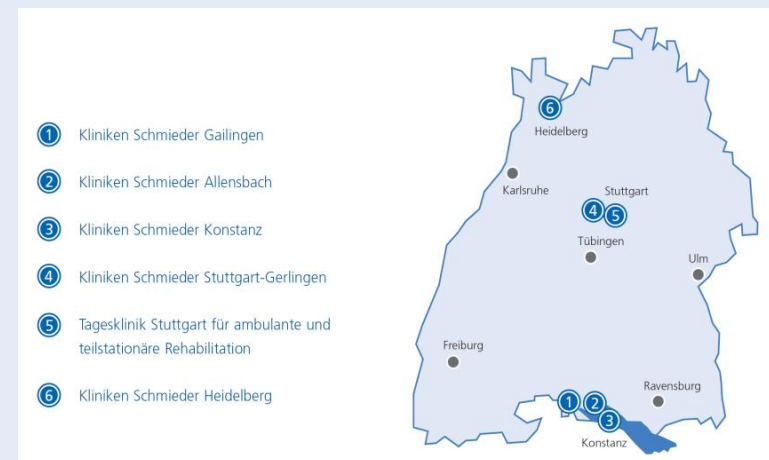 1 Kliniken Schmieder Gailingen
2 Kliniken Schmieder Allensbach
3 Kliniken Schmieder Konstanz
4 Kliniken Schmieder Stuttgart-Gerlingen
5 Tagesklinik Stuttgart für ambulante und
teilstationäre Rehabilitation
6 Kliniken Schmieder Heidelberg
6
Heidelberg
Karlsruhe
Stuttgart
4 5
Tübingen
Ulm
Freiburg
Ravensburg
1 2
3
Konstanz